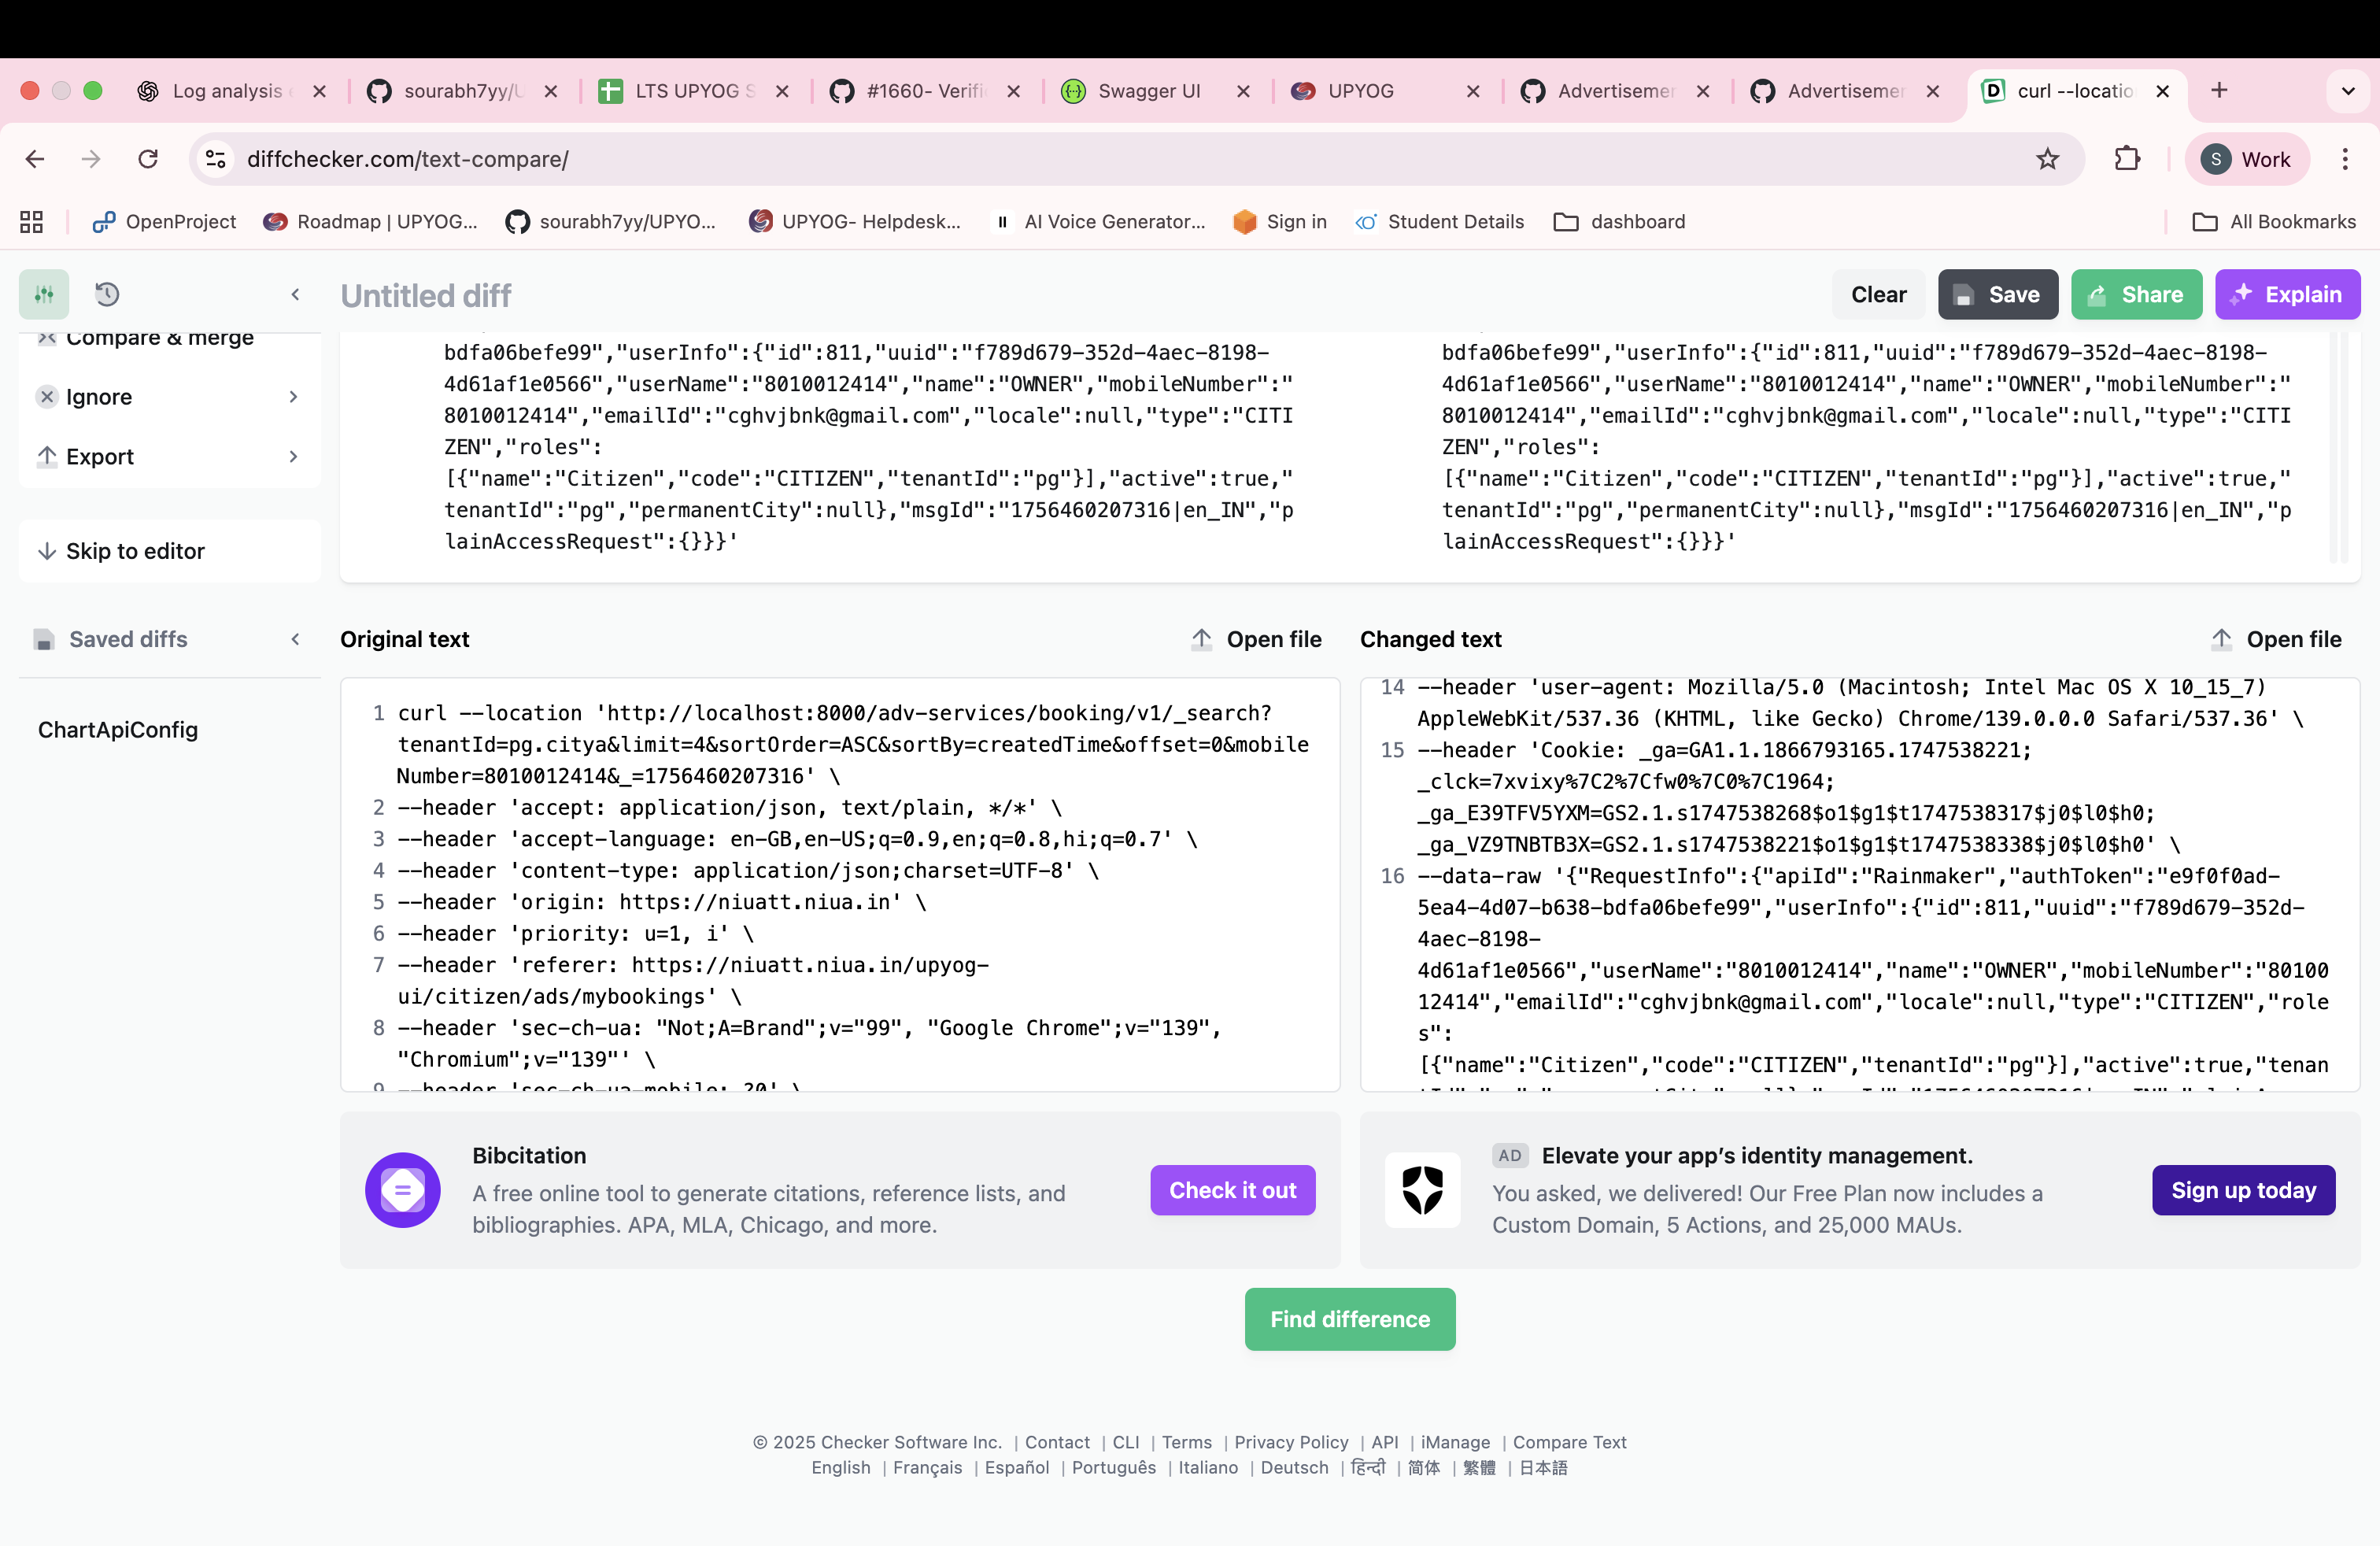 Log analysis
sourabh7yy/U
LTS UPYOG S
#1660- Verifi
Swagger UI
UPYOG
Advertisemen
Advertisemen
curl --locatio
diffchecker.com/text-compare/
S Work
OpenProject
Roadmap | UPYOG...
sourabh7yy/UPYO...
UPYOG- Helpdesk...
AI Voice Generator...
Sign in
Student Details
dashboard
All Bookmarks
Untitled diff
Clear
Save
Share
Explain
Compare & merge
Ignore
Export
Skip to editor
Saved diffs
ChartApiConfig
bdfa06befe99","userInfo":{"id":811,"uuid":"f789d679-352d-4aec-8198-
4d61af1e0566","userName":"8010012414","name":"OWNER","mobileNumber":"
8010012414","emailId":"cghvjbnk@gmail.com","locale":null,"type":"CITI
ZEN","roles":
[{"name":"Citizen","code":"CITIZEN","tenantId":"pg"}],"active":true,"
tenantId":"pg","permanentCity":null},"msgId":"1756460207316|en_IN","p
lainAccessRequest":{}}}'
bdfa06befe99","userInfo":{"id":811,"uuid":"f789d679-352d-4aec-8198-
4d61af1e0566","userName":"8010012414","name":"OWNER","mobileNumber":"
8010012414","emailId":"cghvjbnk@gmail.com","locale":null,"type":"CITI
ZEN","roles":
[{"name":"Citizen","code":"CITIZEN","tenantId":"pg"}],"active":true,"
tenantId":"pg","permanentCity":null},"msgId":"1756460207316|en_IN","p
lainAccessRequest":{}}}'
Original text
Open file
1 curl --location 'http://localhost:8000/adv-services/booking/v1/_search?
tenantId=pg.citya&limit=4&sortOrder=ASC&sortBy=createdTime&offset=0&mobile
Number=8010012414&_=1756460207316' \
2 --header 'accept: application/json, text/plain, */*' \
3 --header 'accept-language: en-GB,en-US;q=0.9,en;q=0.8,hi;q=0.7' \
4 --header 'content-type: application/json;charset=UTF-8' \
5 --header 'origin: https://niuatt.niua.in' \
6 --header 'priority: u=1, i' \
7 --header 'referer: https://niuatt.niua.in/upyog-
ui/citizen/ads/mybookings' \
8 --header 'sec-ch-ua: "Not;A=Brand";v="99", "Google Chrome";v="139",
"Chromium";v="139"' \
9 --header 'sec-ch-ua-mobile: ?0' \
Changed text
Open file
14 --header 'user-agent: Mozilla/5.0 (Macintosh; Intel Mac OS X 10_15_7)
AppleWebKit/537.36 (KHTML, like Gecko) Chrome/139.0.0.0 Safari/537.36' \
15 --header 'Cookie: _ga=GA1.1.1866793165.1747538221;
_clck=7xvixy%7C2%7Cfw0%7C0%7C1964;
_ga_E39TFV5YXM=GS2.1.s1747538268$o1$g1$t1747538317$j0$l0$h0;
_ga_VZ9TNBTB3X=GS2.1.s1747538221$o1$g1$t1747538338$j0$l0$h0' \
16 --data-raw '{"RequestInfo":{"apiId":"Rainmaker","authToken":"e9f0f0ad-
5ea4-4d07-b638-bdfa06befe99","userInfo":{"id":811,"uuid":"f789d679-352d-
4aec-8198-
4d61af1e0566","userName":"8010012414","name":"OWNER","mobileNumber":"80100
12414","emailId":"cghvjbnk@gmail.com","locale":null,"type":"CITIZEN","role
s":
[{"name":"Citizen","code":"CITIZEN","tenantId":"pg"}],"active":true,"tenan
Bibcitation
A free online tool to generate citations, reference lists, and
bibliographies. APA, MLA, Chicago, and more.
Check it out
AD Elevate your app's identity management.
You asked, we delivered! Our Free Plan now includes a
Custom Domain, 5 Actions, and 25,000 MAUs.
Sign up today
Find difference
© 2025 Checker Software Inc. | Contact | CLI | Terms | Privacy Policy | API | iManage | Compare Text
English | Français | Español | Português | Italiano | Deutsch | हिन्दी | 简体 | 繁體 | 日本語